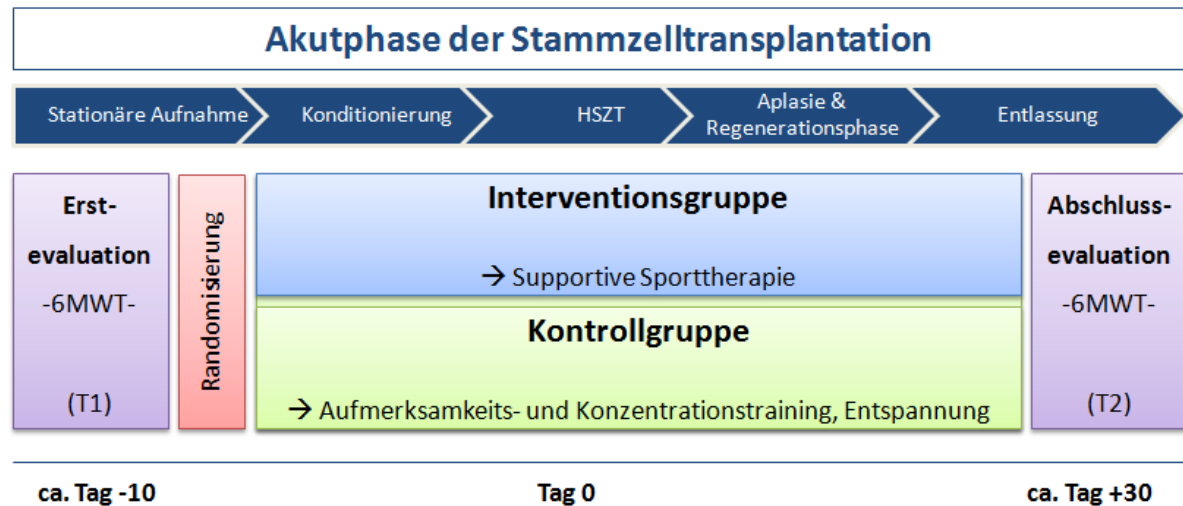 Akutphase der Stammzelltransplantation
Stationäre Aufnahme
Konditionierung
HSZT
Aplasie &
Regenerationsphase
Entlassung
Erst-
evaluation
-6MWT-
(T1)
Randomisierung
Interventionsgruppe
→ Supportive Sporttherapie
Kontrollgruppe
→ Aufmerksamkeits- und Konzentrationstraining, Entspannung
Abschluss-
evaluation
-6MWT-
(T2)
ca. Tag -10
Tag 0
ca. Tag +30